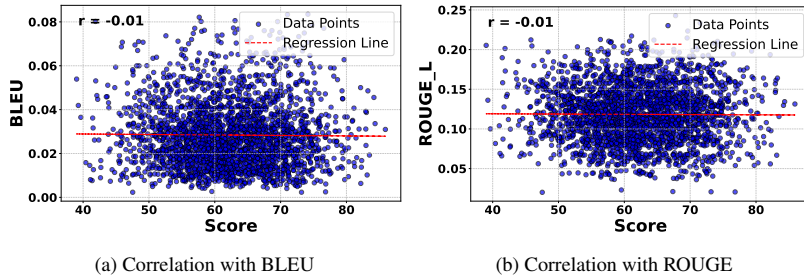 r = -0.01
Data Points
Regression Line
0.08
0.06
0.04
0.02
0.00
BLEU
40 50 60 70 80
Score
(a) Correlation with BLEU
r = -0.01
Data Points
Regression Line
0.25
0.20
0.15
0.10
0.05
ROUGE_L
40 50 60 70 80
Score
(b) Correlation with ROUGE